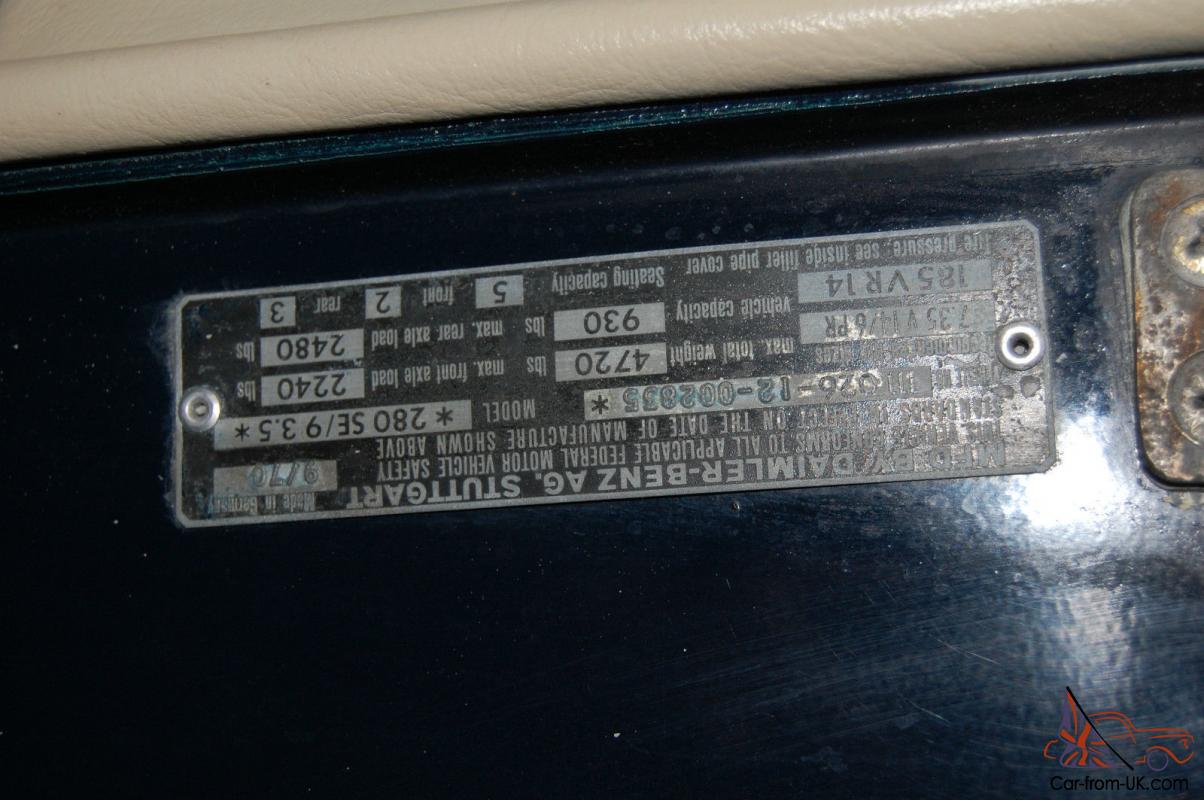 MFD BY DAIMLER-BENZ AG. STUTTGART Made in Germany
THIS VEHICLE CONFORMS TO ALL APPLICABLE FEDERAL MOTOR VEHICLE SAFETY 9/70
STANDARDS IN EFFECT ON THE DATE OF MANUFACTURE SHOWN ABOVE
026-12-002835 * MODEL * 280 SE/9 3.5 *
4720 lbs max. total weight 2240 lbs max. front axle load
7.35 V 14/6 PR
930 lbs vehicle capacity 2480 lbs max. rear axle load
185 VR 14
Seating capacity 5 front 2 rear 3
Tire pressure, see inside filler pipe cover
Car-from-UK.com